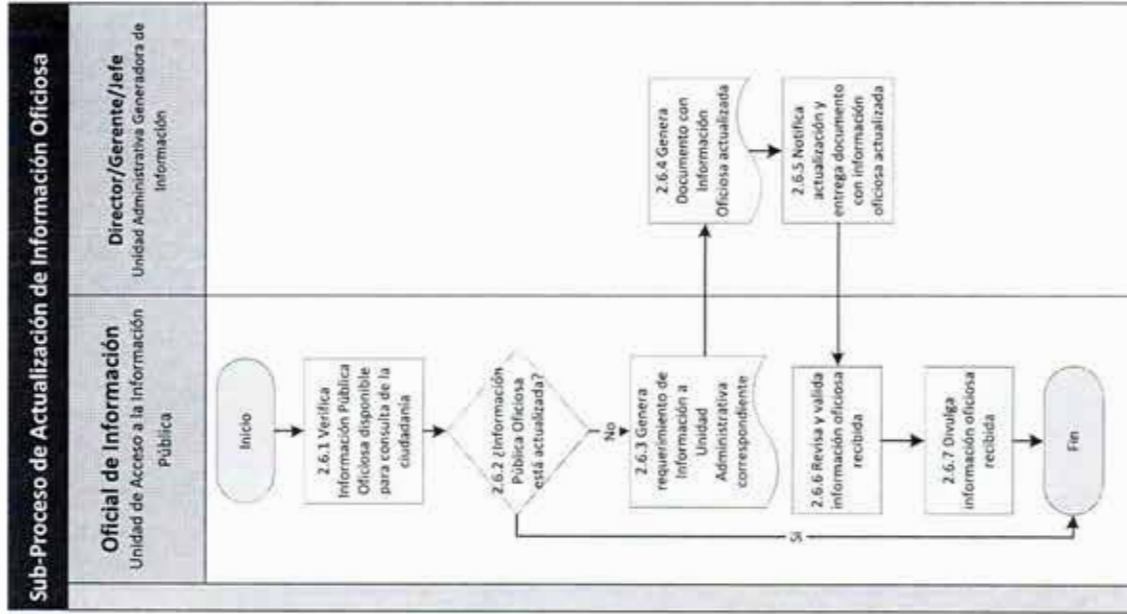 Sub-Proceso de Actualización de Información Oficiosa
Oficial de Información
Unidad de Acceso a la Información
Pública
Director/Gerente/Jefe
Unidad Administrativa Generadora de
Información
Inicio
2.6.1 Verifica
Información Pública
Oficiosa disponible
para consulta de la
ciudadanía
2.6.2 ¿Información
Pública Oficiosa
está actualizada?
No
Si
2.6.3 Genera
requerimiento de
Información a
Unidad
Administrativa
correspondiente
2.6.4 Genera
Documento con
Información
Oficiosa actualizada
2.6.5 Notifica
actualización y
entrega documento
con información
oficiosa actualizada
2.6.6 Revisa y valida
información oficiosa
recibida
2.6.7 Divulga
información oficiosa
recibida
Fin